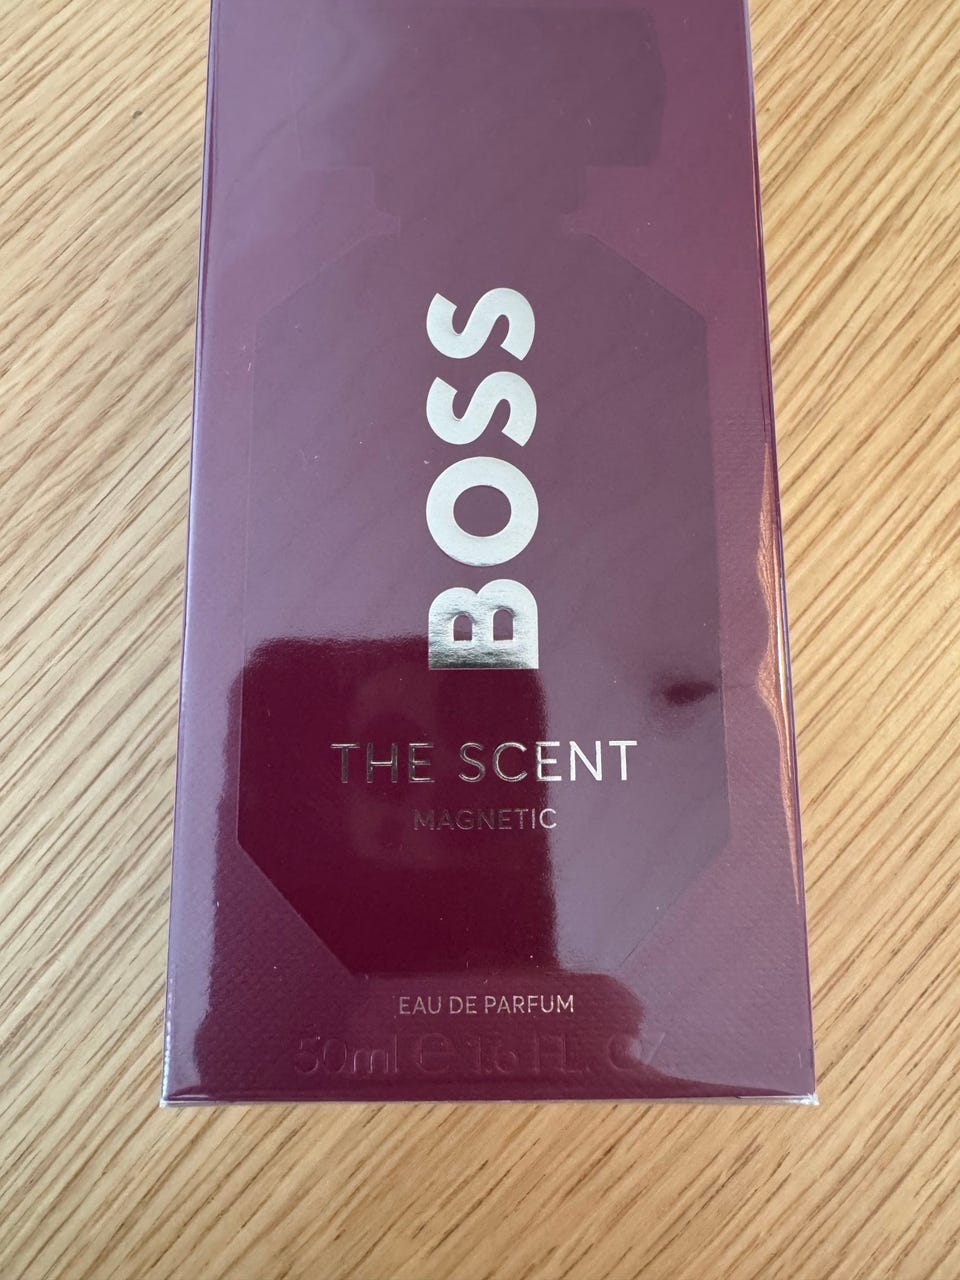 BOSS
THE SCENT
MAGNETIC
EAU DE PARFUM
50ml ℮ 1.6 FL. OZ